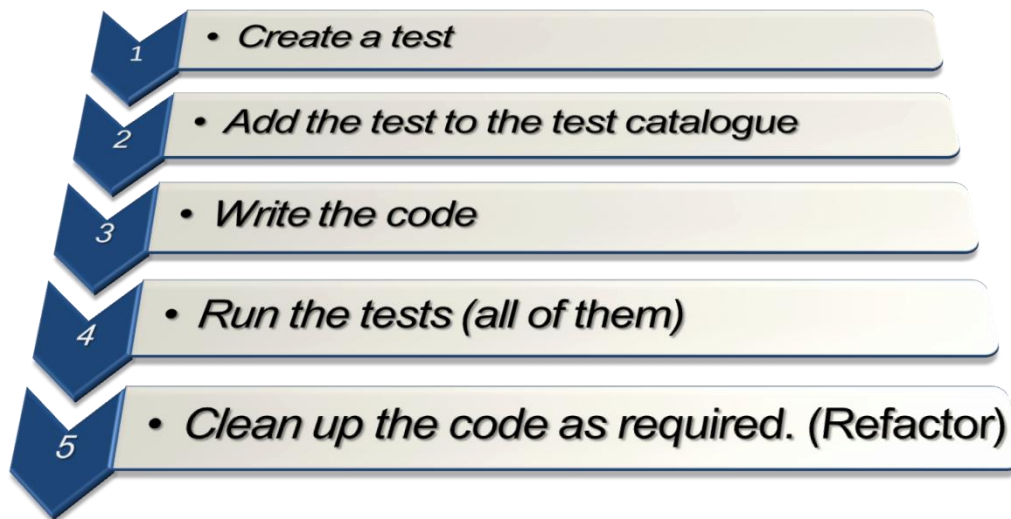 1 • Create a test
2 • Add the test to the test catalogue
3 • Write the code
4 • Run the tests (all of them)
5 • Clean up the code as required. (Refactor)